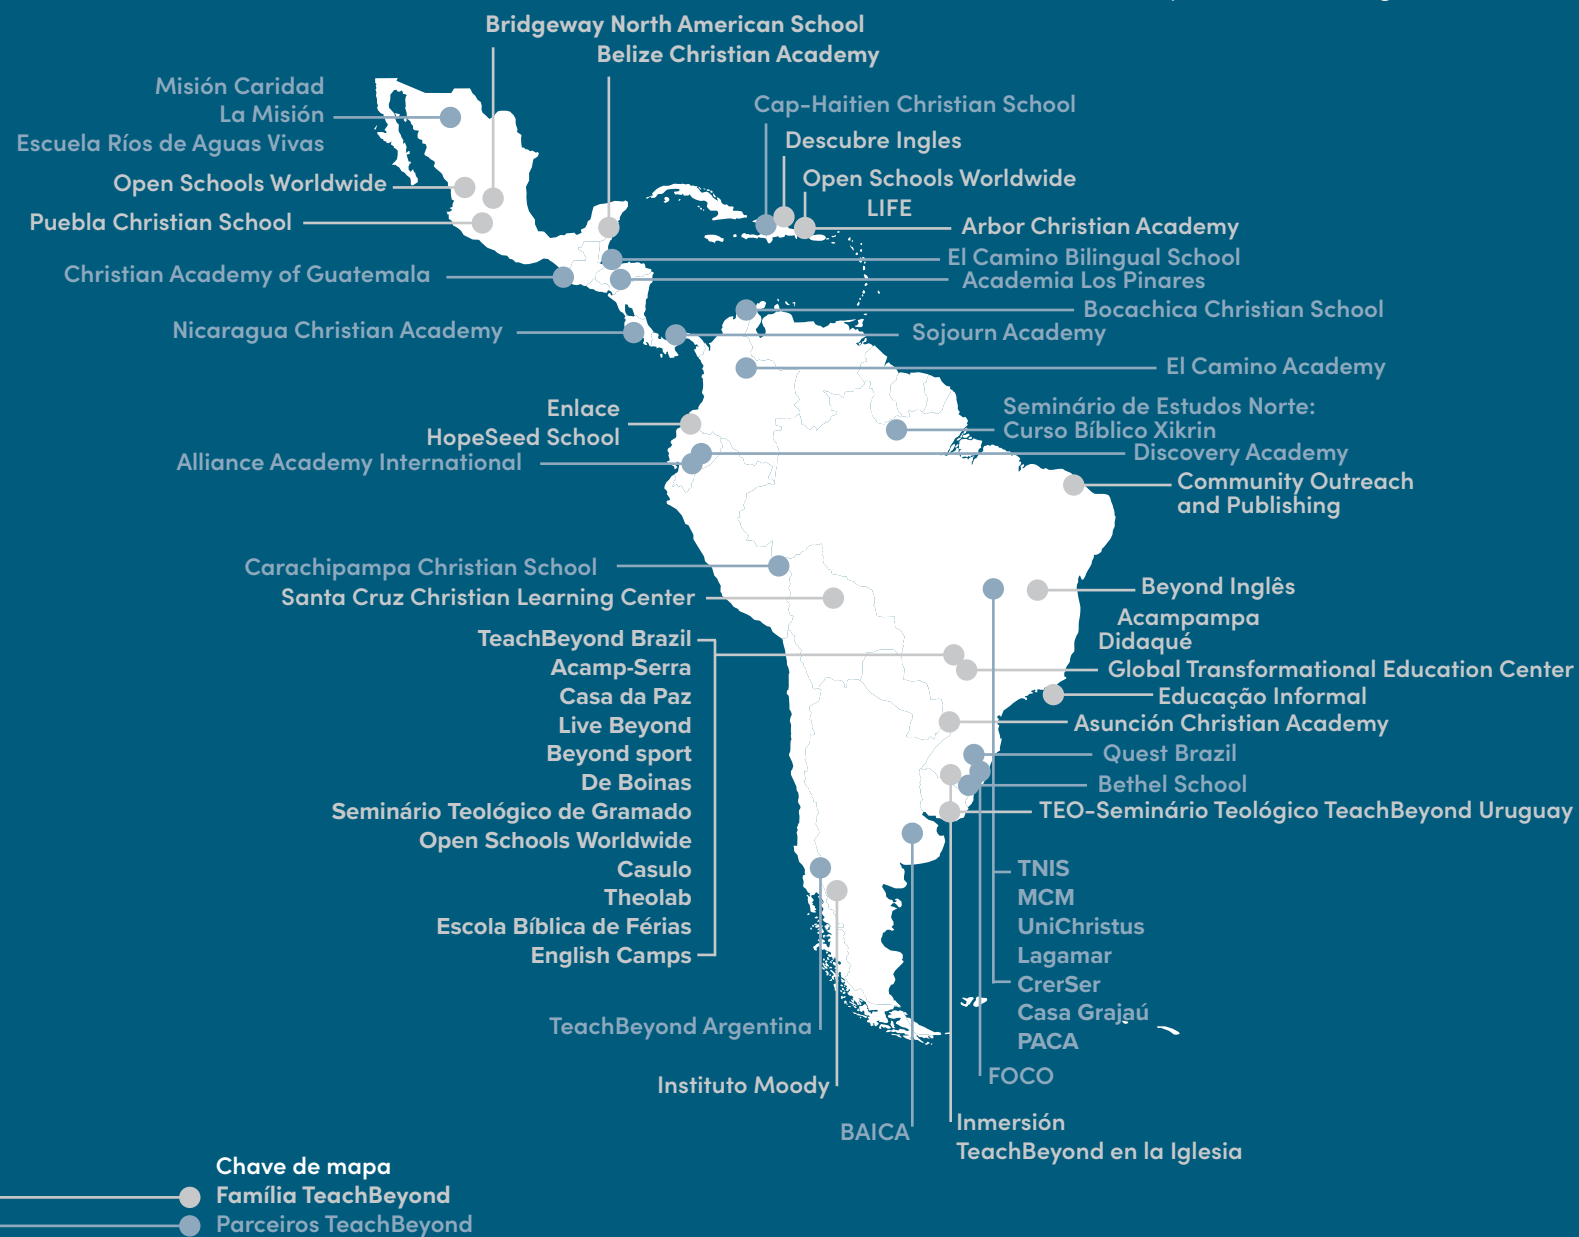 Bridgeway North American School
Belize Christian Academy
Misión Caridad
La Misión
Escuela Ríos de Aguas Vivas
Cap-Haitien Christian School
Descubre Ingles
Open Schools Worldwide
Open Schools Worldwide
LIFE
Puebla Christian School
Arbor Christian Academy
El Camino Bilingual School
Christian Academy of Guatemala
Academia Los Pinares
Bocachica Christian School
Nicaragua Christian Academy
Sojourn Academy
El Camino Academy
Enlace
HopeSeed School
Seminário de Estudos Norte:
Curso Bíblico Xikrin
Alliance Academy International
Discovery Academy
Community Outreach
and Publishing
Carachipampa Christian School
Santa Cruz Christian Learning Center
Beyond Inglês
Acampampa
Didaqué
Global Transformational Education Center
Educação Informal
Asunción Christian Academy
Quest Brazil
Bethel School
TEO-Seminário Teológico TeachBeyond Uruguay
TeachBeyond Brazil
Acamp-Serra
Casa da Paz
Live Beyond
Beyond sport
De Boinas
Seminário Teológico de Gramado
Open Schools Worldwide
Casulo
Theolab
Escola Bíblica de Férias
English Camps
TNIS
MCM
UniChristus
Lagamar
CrerSer
Casa Grajaú
PACA
TeachBeyond Argentina
FOCO
Instituto Moody
BAICA
Inmersión
TeachBeyond en la Iglesia
Chave de mapa
Família TeachBeyond
Parceiros TeachBeyond